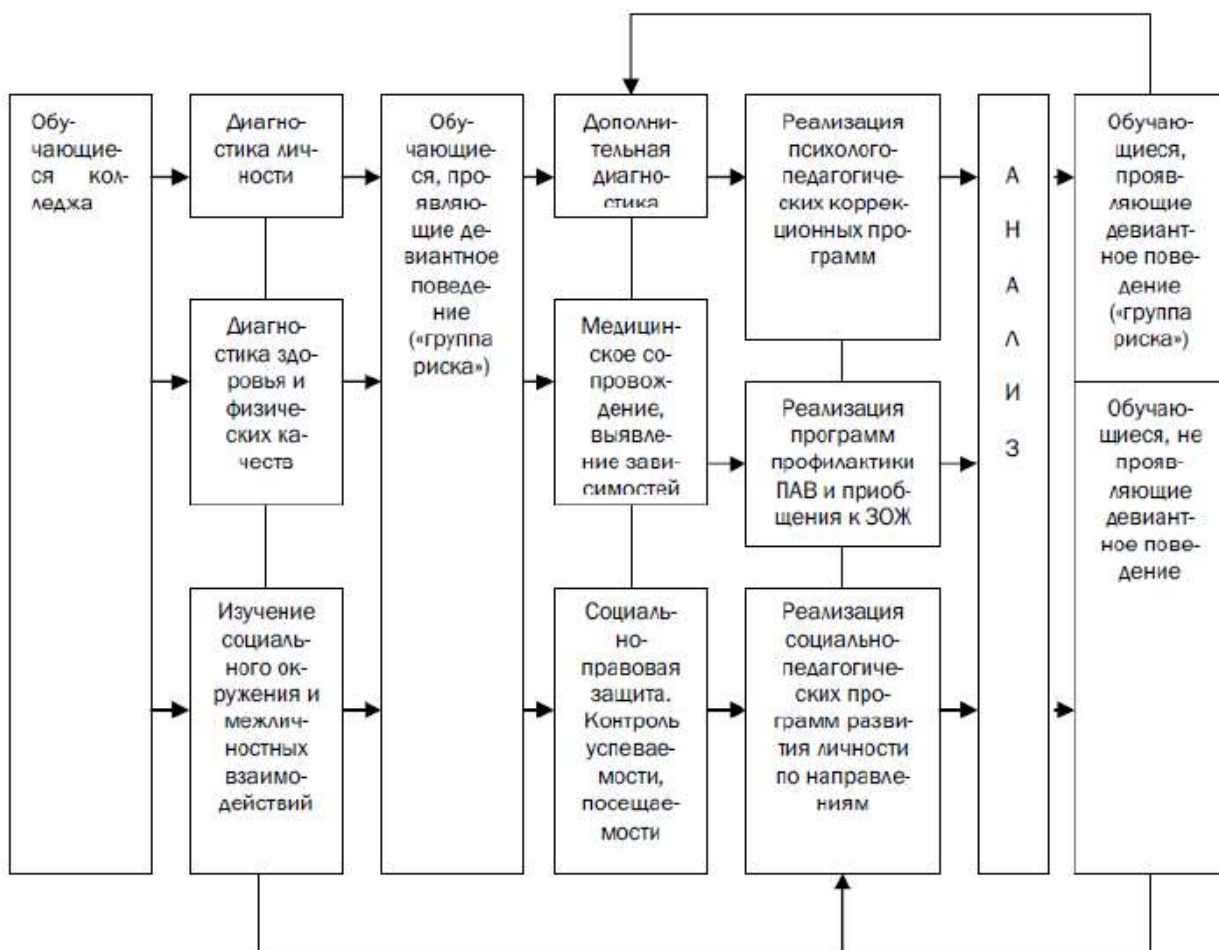 Обу-
чающие-
ся кол-
леджа
Диагно-
стика лич-
ности
Диагно-
стика здо-
ровья и
физиче-
ских ка-
честв
Изучение
социаль-
ного ок-
ружения и
межлич-
ностных
взаимо-
действий
Обу-
чающие-
ся, про-
являю-
щие де-
виантное
поведе-
ние
(«группа
риска»)
Дополни-
тельная
диагно-
стика
Медицин-
ское со-
провож-
дение,
выявле-
ние зави-
симостей
Социаль-
но-
правовая
защита.
Контроль
успевае-
мости,
посещае-
мости
Реализация
психолого-
педагогиче-
ских коррек-
ционных про-
грамм
Реализация
программ
профилактики
ПАВ и приоб-
щения к ЗОЖ
Реализация
социально-
педагогиче-
ских про-
грамм разви-
тия личности
по направле-
ниям
А
Н
А
Л
И
З
Обучаю-
щиеся,
прояв-
ляющие
девиант-
ное пове-
дение
(«группа
риска»)
Обучаю-
щиеся, не
прояв-
ляющие
девиант-
ное пове-
дение